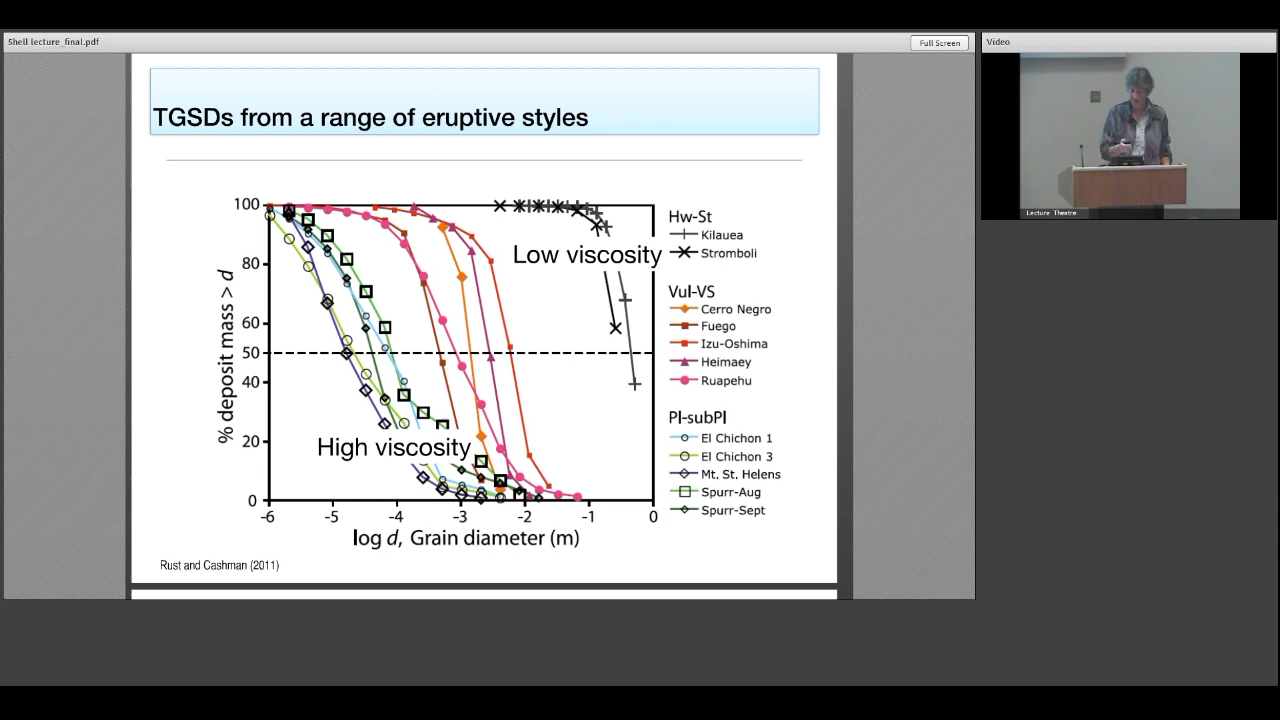 Shell lecture_final.pdf
Full Screen
Video
TGSDs from a range of eruptive styles
100
80
60
50
40
20
0
% deposit mass > d
-6
-5
-4
-3
-2
-1
0
log d, Grain diameter (m)
Low viscosity
High viscosity
Hw-St
Kilauea
Stromboli
Vul-VS
Cerro Negro
Fuego
Izu-Oshima
Heimaey
Ruapehu
Pl-subPl
El Chichon 1
El Chichon 3
Mt. St. Helens
Spurr-Aug
Spurr-Sept
Rust and Cashman (2011)
Lecture Theatre